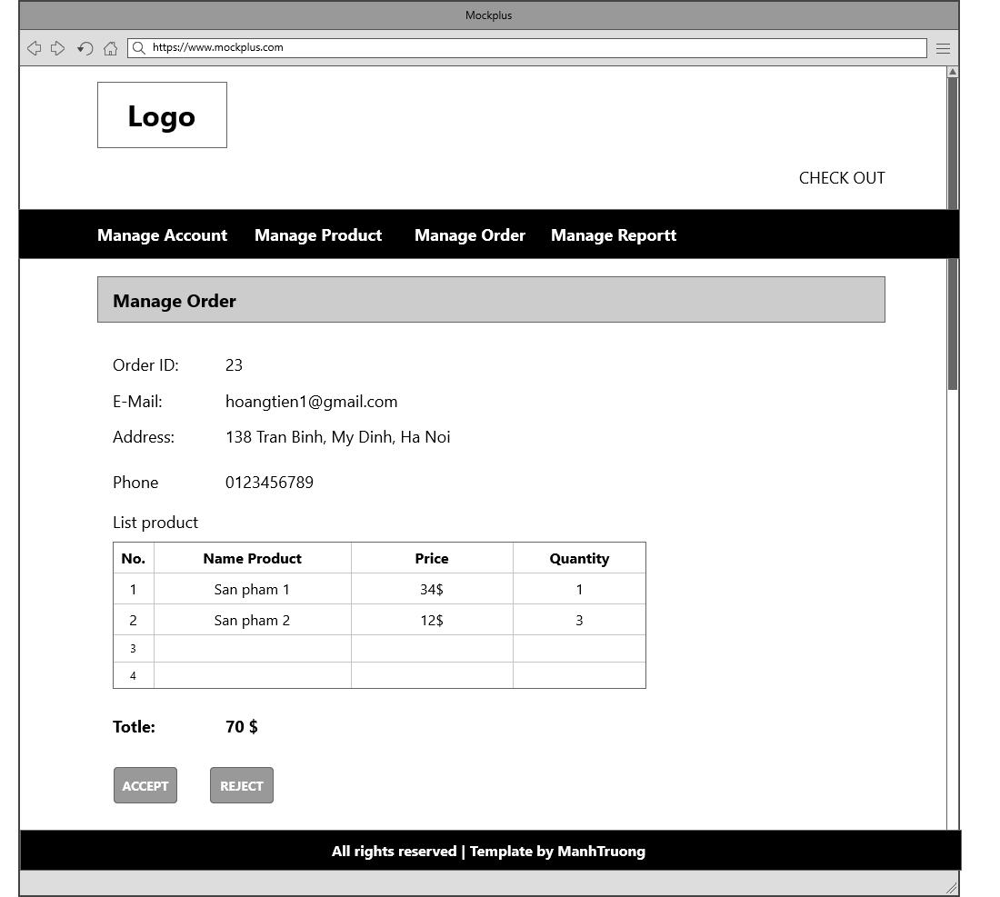 Mockplus
https://www.mockplus.com
Logo
CHECK OUT
Manage Account Manage Product Manage Order Manage Reportt
Manage Order
Order ID: 23
E-Mail: hoangtien1@gmail.com
Address: 138 Tran Binh, My Dinh, Ha Noi
Phone 0123456789
List product
No. Name Product Price Quantity
1 San pham 1 34$ 1
2 San pham 2 12$ 3
3
4
Totle: 70 $
ACCEPT REJECT
All rights reserved | Template by ManhTruong